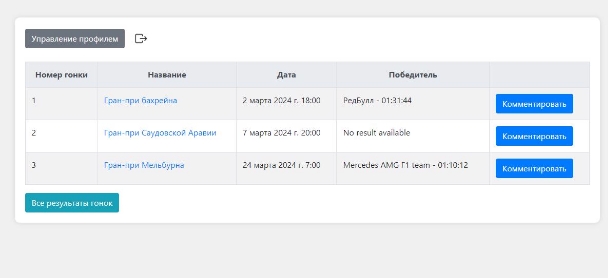 Управление профилем
Номер гонки Название Дата Победитель
1 Гран-при бахрейна 2 марта 2024 г. 18:00 РедБулл - 01:31:44 Комментировать
2 Гран-при Саудовской Аравии 7 марта 2024 г. 20:00 No result available Комментировать
3 Гран-при Мельбурна 24 марта 2024 г. 7:00 Mercedes AMG F1 team - 01:10:12 Комментировать
Все результаты гонок